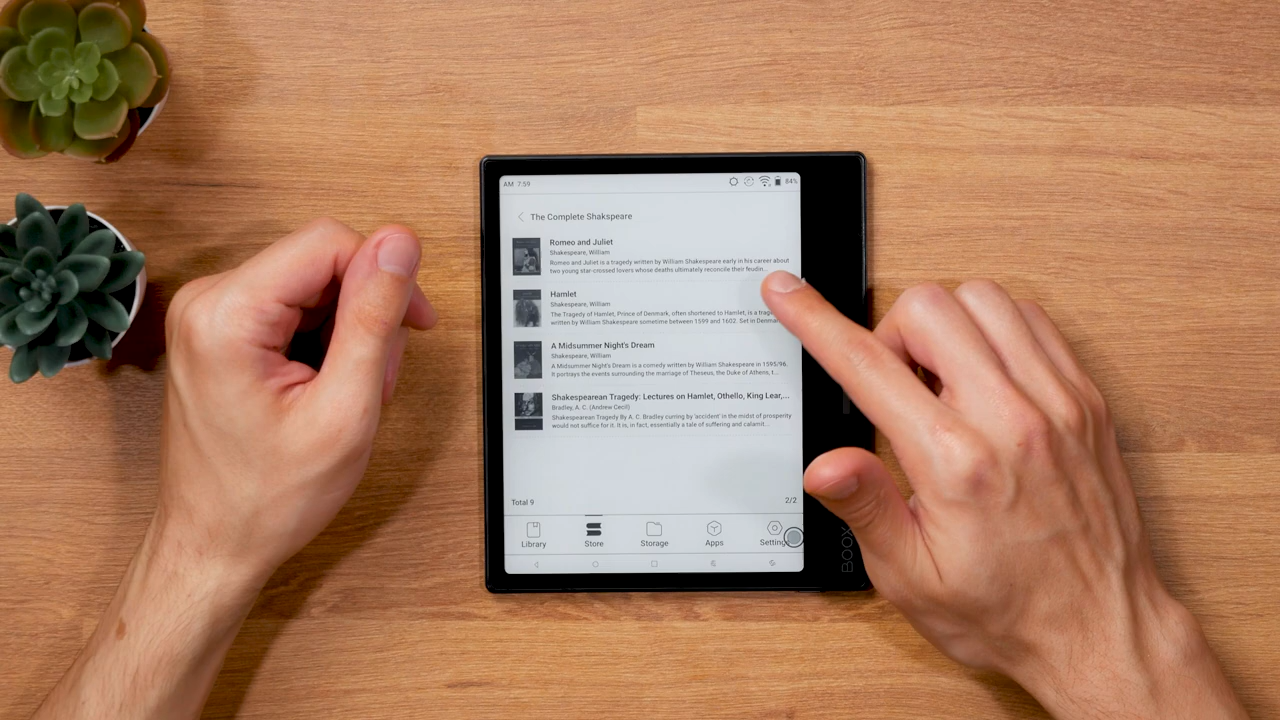 AM 7:59
84%
The Complete Shakspeare
Romeo and Juliet
Shakespeare, William
Romeo and Juliet is a tragedy written by William Shakespeare early in his career about
two young star-crossed lovers whose deaths ultimately reconcile their feudin...
Hamlet
Shakespeare, William
The Tragedy of Hamlet, Prince of Denmark, often shortened to Hamlet, is a
written by William Shakespeare sometime between 1599 and 1602. Set in
A Midsummer Night's Dream
Shakespeare, William
A Midsummer Night's Dream is a comedy written by William Shakespeare in 1595/96.
It portrays the events surrounding the marriage of Theseus, the Duke of Athens, t...
Shakespearean Tragedy: Lectures on Hamlet, Othello, King Lear,...
Bradley, A. C. (Andrew Cecil)
Shakespearean Tragedy By A. C. Bradley curring by 'accident' in the midst of prosperity
would not suffice for it. It is, in fact, essentially a tale of suffering and calamit...
Total 9
2/2
Library
Store
Storage
Apps
Settings
BOOX